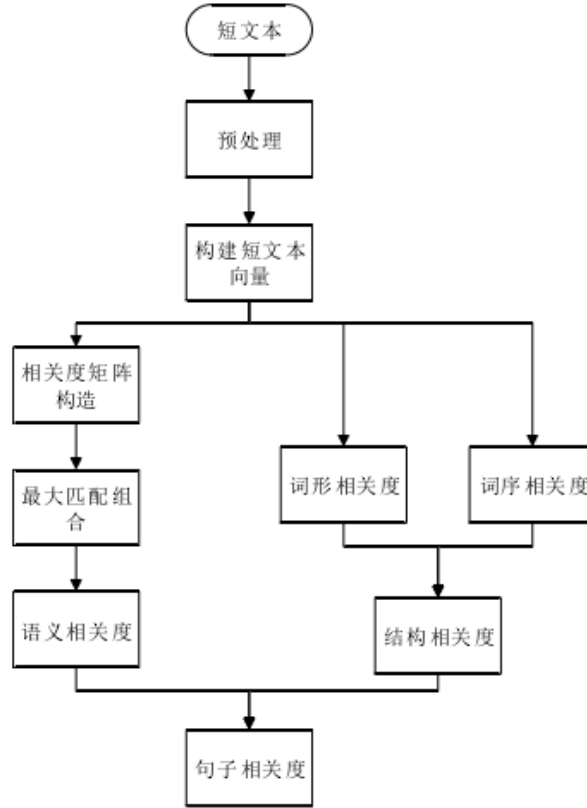 短文本
预处理
构建短文本
向量
相关度矩阵
构造
词形相关度
词序相关度
最大匹配组
合
语义相关度
结构相关度
句子相关度